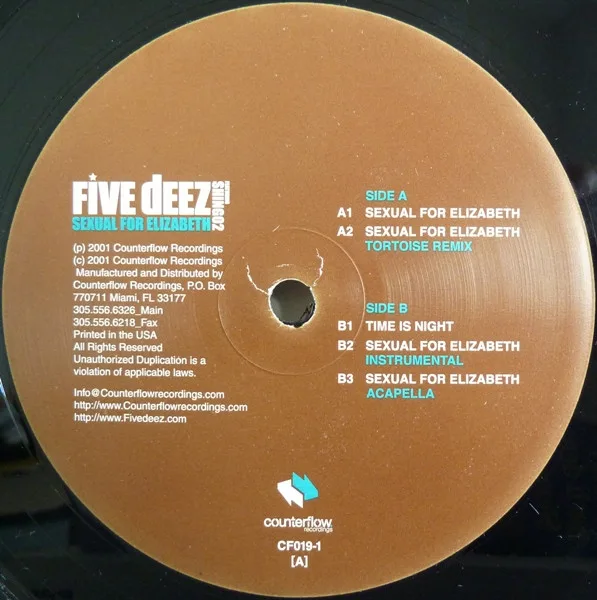 FIVE DEEZ
SHING02
SEXUAL FOR ELIZABETH
(p) 2001 Counterflow Recordings
(c) 2001 Counterflow Recordings
Manufactured and Distributed by
Counterflow Recordings, P.O. Box
770711 Miami, FL 33177
305.556.6326_Main
305.556.6218_Fax
Printed in the USA
All Rights Reserved
Unauthorized Duplication is a
violation of applicable laws.
Info@Counterflowrecordings.com
http://www.Counterflowrecordings.com
http://www.Fivedeez.com
SIDE A
A1 SEXUAL FOR ELIZABETH
A2 SEXUAL FOR ELIZABETH
TORTOISE REMIX
SIDE B
B1 TIME IS NIGHT
B2 SEXUAL FOR ELIZABETH
INSTRUMENTAL
B3 SEXUAL FOR ELIZABETH
ACAPELLA
counterflow
recordings
CF019-1
[A]